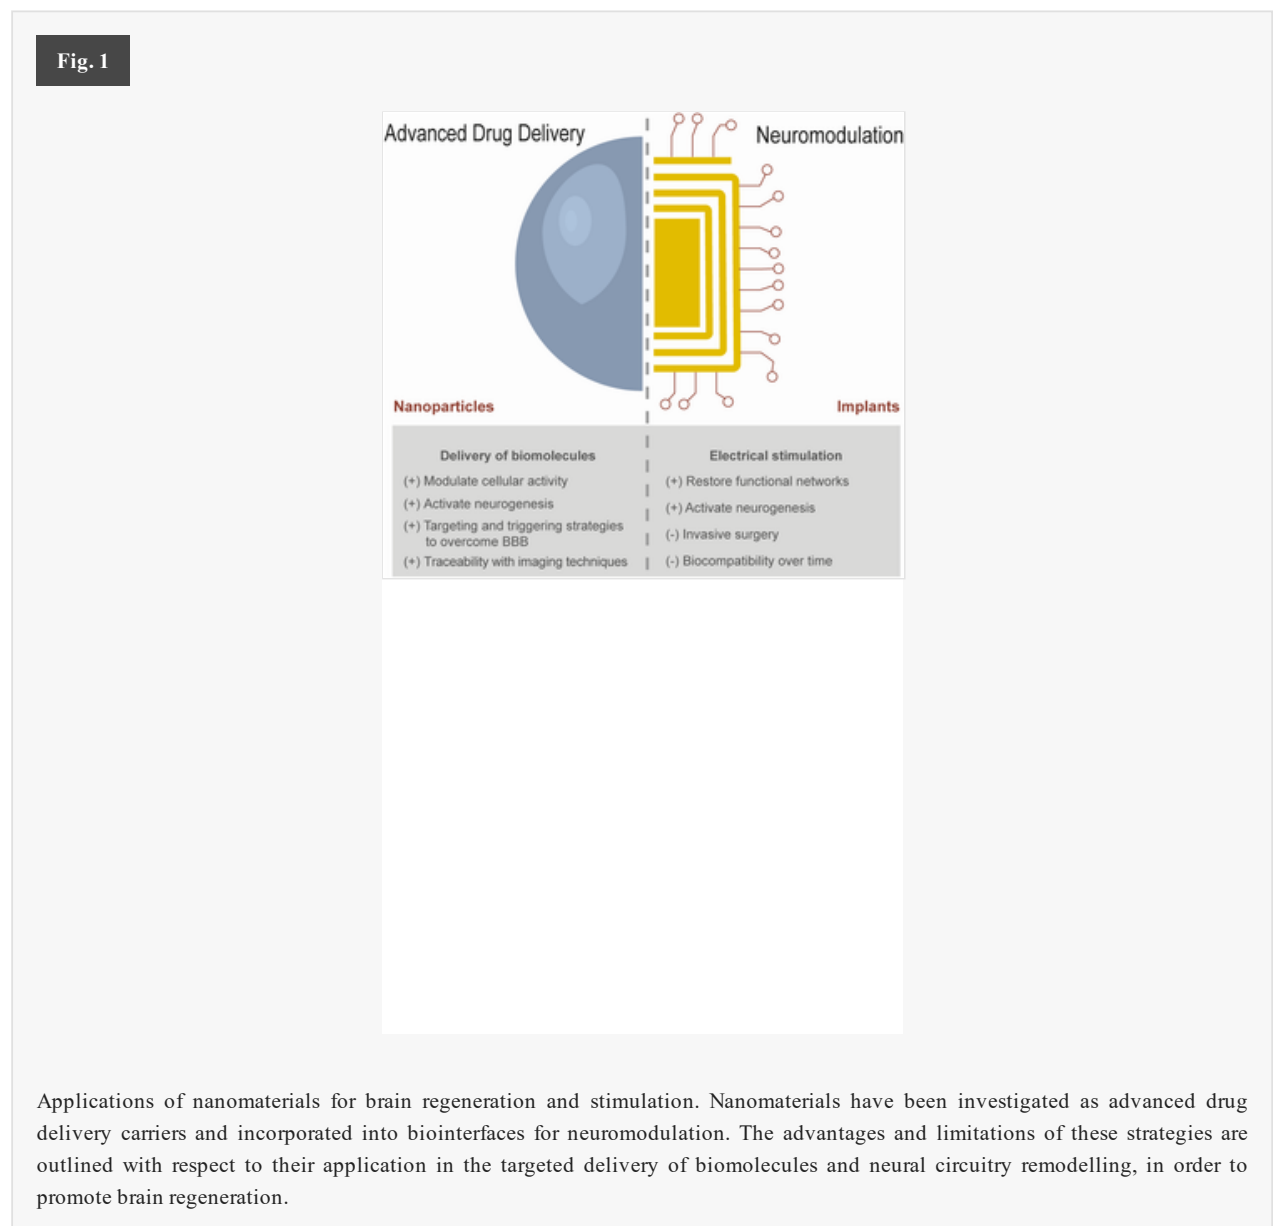 Fig. 1
Advanced Drug Delivery
Neuromodulation
Nanoparticles
Implants
Delivery of biomolecules
(+) Modulate cellular activity
(+) Activate neurogenesis
(+) Targeting and triggering strategies
to overcome BBB
(+) Traceability with imaging techniques
Electrical stimulation
(+) Restore functional networks
(+) Activate neurogenesis
(-) Invasive surgery
(-) Biocompatibility over time
Applications of nanomaterials for brain regeneration and stimulation. Nanomaterials have been investigated as advanced drug
delivery carriers and incorporated into biointerfaces for neuromodulation. The advantages and limitations of these strategies are
outlined with respect to their application in the targeted delivery of biomolecules and neural circuitry remodelling, in order to
promote brain regeneration.